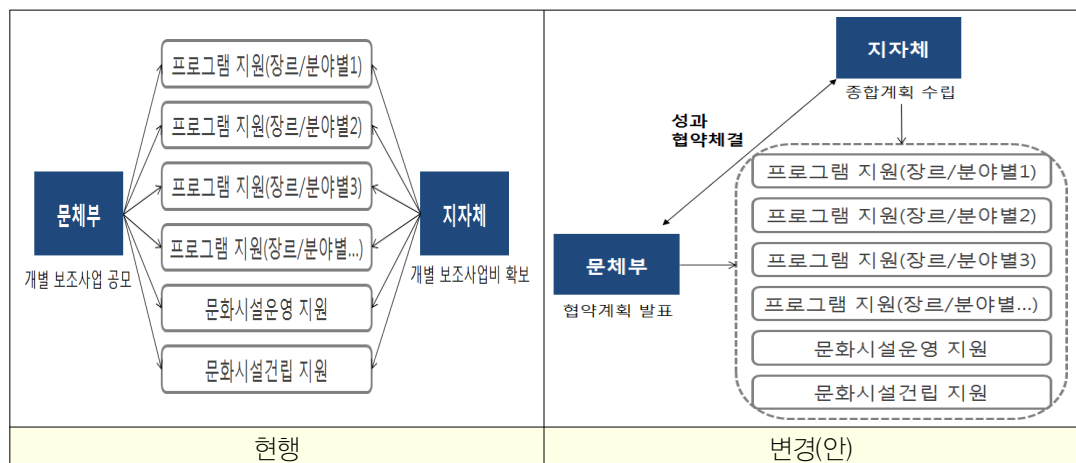 프로그램 지원(장르/분야별1)
프로그램 지원(장르/분야별2)
프로그램 지원(장르/분야별3)
프로그램 지원(장르/분야별...)
문화시설운영 지원
문화시설건립 지원
문체부
개별 보조사업 공모
지자체
개별 보조사업비 확보
현행
지자체
종합계획 수립
성과
협약체결
문체부
협약계획 발표
프로그램 지원(장르/분야별1)
프로그램 지원(장르/분야별2)
프로그램 지원(장르/분야별3)
프로그램 지원(장르/분야별...)
문화시설운영 지원
문화시설건립 지원
변경(안)